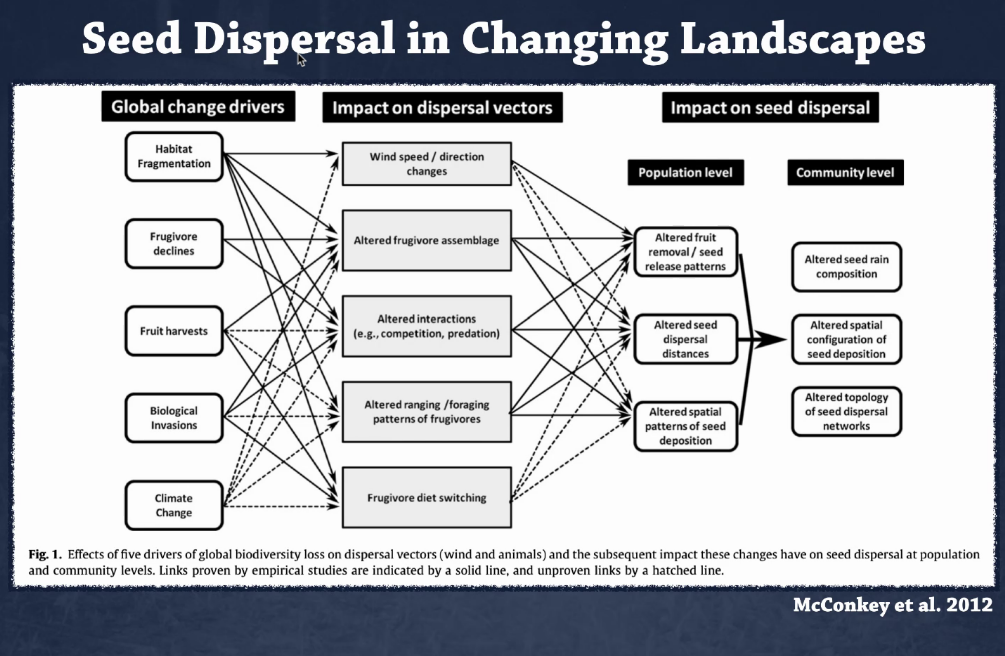 Seed Dispersal in Changing Landscapes
Global change drivers
Impact on dispersal vectors
Impact on seed dispersal
Population level
Community level
Habitat
Fragmentation
Frugivore
declines
Fruit harvests
Biological
Invasions
Climate
Change
Wind speed / direction
changes
Altered frugivore assemblage
Altered interactions
(e.g., competition, predation)
Altered ranging /foraging
patterns of frugivores
Frugivore diet switching
Altered fruit
removal / seed
release patterns
Altered seed
dispersal
distances
Altered spatial
patterns of seed
deposition
Altered seed rain
composition
Altered spatial
configuration of
seed deposition
Altered topology
of seed dispersal
networks
Fig. 1. Effects of five drivers of global biodiversity loss on dispersal vectors (wind and animals) and the subsequent impact these changes have on seed dispersal at population
and community levels. Links proven by empirical studies are indicated by a solid line, and unproven links by a hatched line.
McConkey et al. 2012